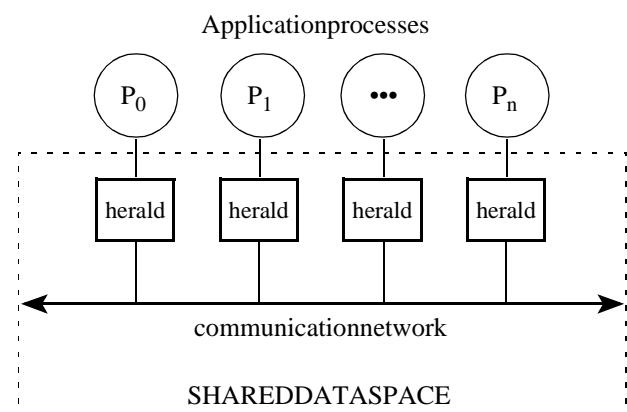 Applicationprocesses
P0 P1 ••• Pn
herald herald herald herald
communicationnetwork
SHAREDDATASPACE